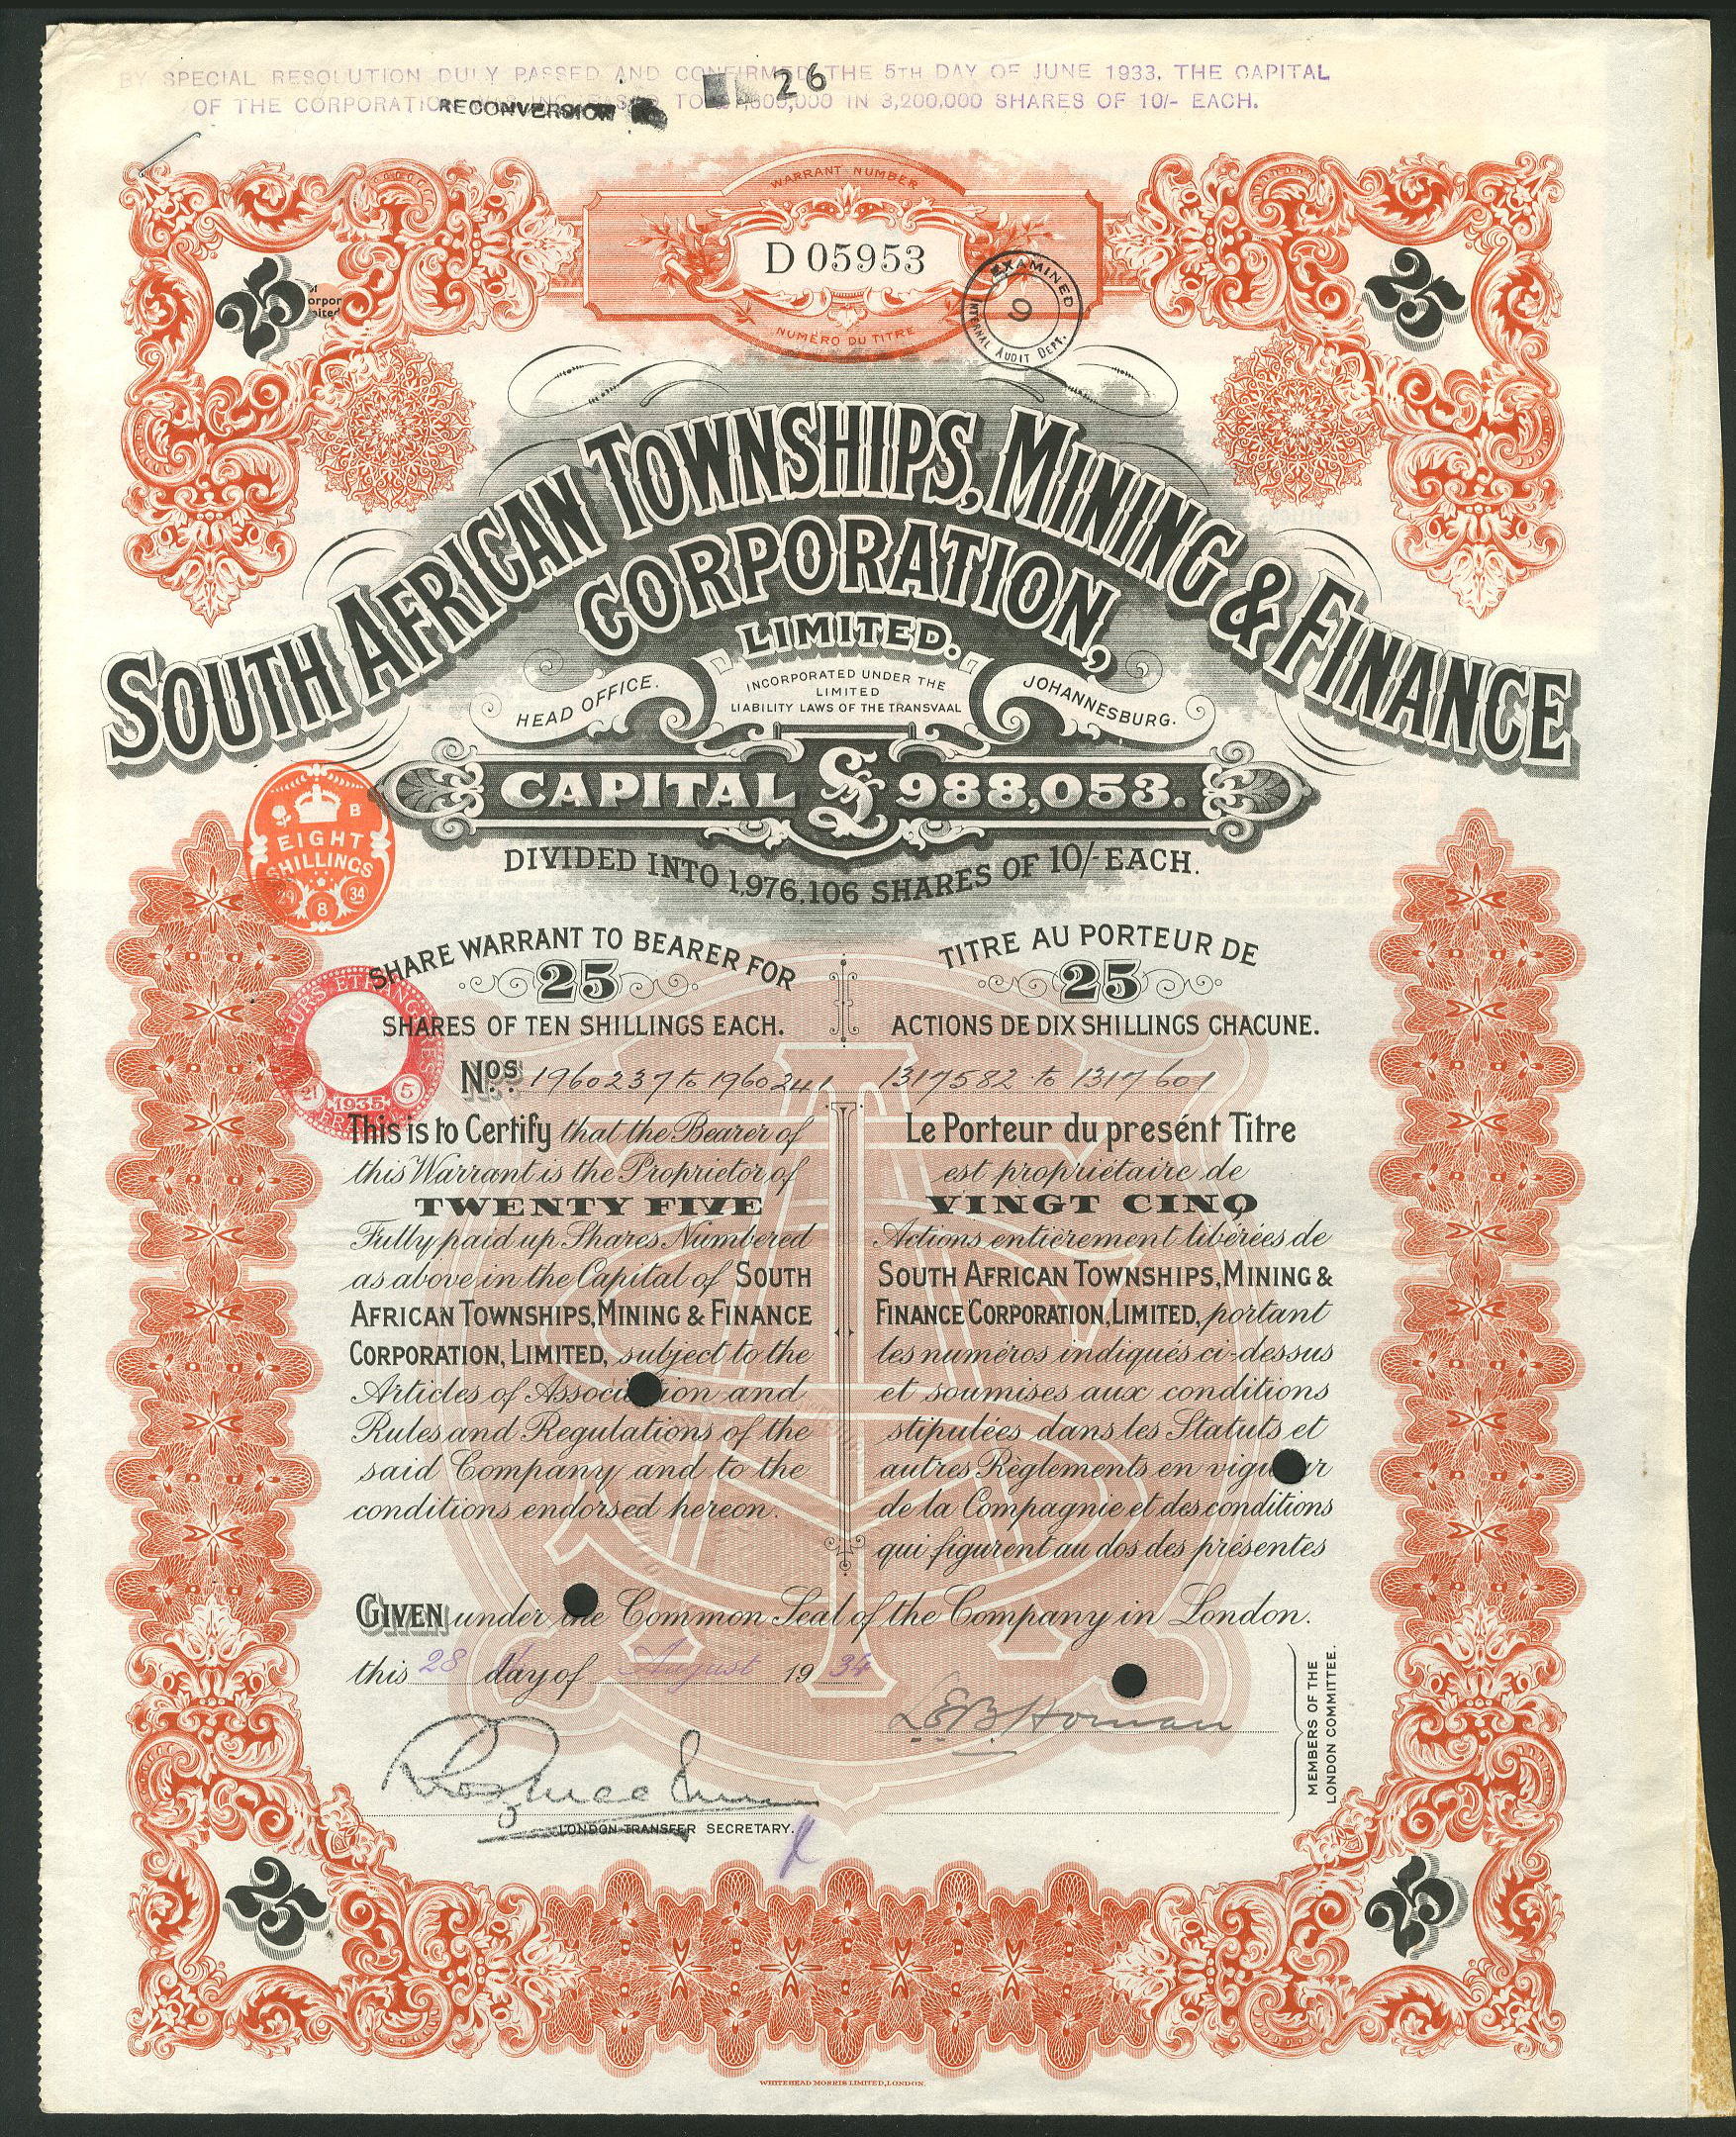 BY SPECIAL RESOLUTION DULY PASSED AND CONFIRMED THE 5TH DAY OF JUNE 1933, THE CAPITAL
26
OF THE CORPORATION WAS INCREASED TO ,600,000 IN 3,200,000 SHARES OF 10/- EACH.
RECONVERSION
WARRANT NUMBER
D 05953
NUMÉRO DU TITRE
EXAMINED
9
INTERNAL AUDIT DEPT.
25
25
SOUTH AFRICAN TOWNSHIPS, MINING & FINANCE
CORPORATION,
LIMITED.
HEAD OFFICE.
INCORPORATED UNDER THE
LIMITED
LIABILITY LAWS OF THE TRANSVAAL
JOHANNESBURG.
CAPITAL £988,053.
DIVIDED INTO 1,976,106 SHARES OF 10/- EACH.
B
EIGHT
SHILLINGS
29 8 34
SHARE WARRANT TO BEARER FOR
25
SHARES OF TEN SHILLINGS EACH.
TITRE AU PORTEUR DE
25
ACTIONS DE DIX SHILLINGS CHACUNE.
ETRANGERES
21 1935 5
Nos 1960237 to 1960241 1317582 to 1317601
This is to Certify that the Bearer of
this Warrant is the Proprietor of
TWENTY FIVE
Fully paid up Shares Numbered
as above in the Capital of SOUTH
AFRICAN TOWNSHIPS, MINING & FINANCE
CORPORATION, LIMITED, subject to the
Articles of Association and
Rules and Regulations of the
said Company and to the
conditions endorsed hereon.
Le Porteur du présént Titre
est propriétaire de
VINGT CINQ
Actions entièrement libérées de
SOUTH AFRICAN TOWNSHIPS, MINING &
FINANCE CORPORATION, LIMITED, portant
les numéros indiqués ci-dessus
et soumises aux conditions
stipulées dans les Statuts et
autres Règlements en vigueur
de la Compagnie et des conditions
qui figurent au dos des présentes
GIVEN under the Common Seal of the Company in London.
this 28 day of August 1934
MEMBERS OF THE
LONDON COMMITTEE.
LONDON TRANSFER SECRETARY.
25
25
WHITEHEAD MORRIS LIMITED, LONDON.